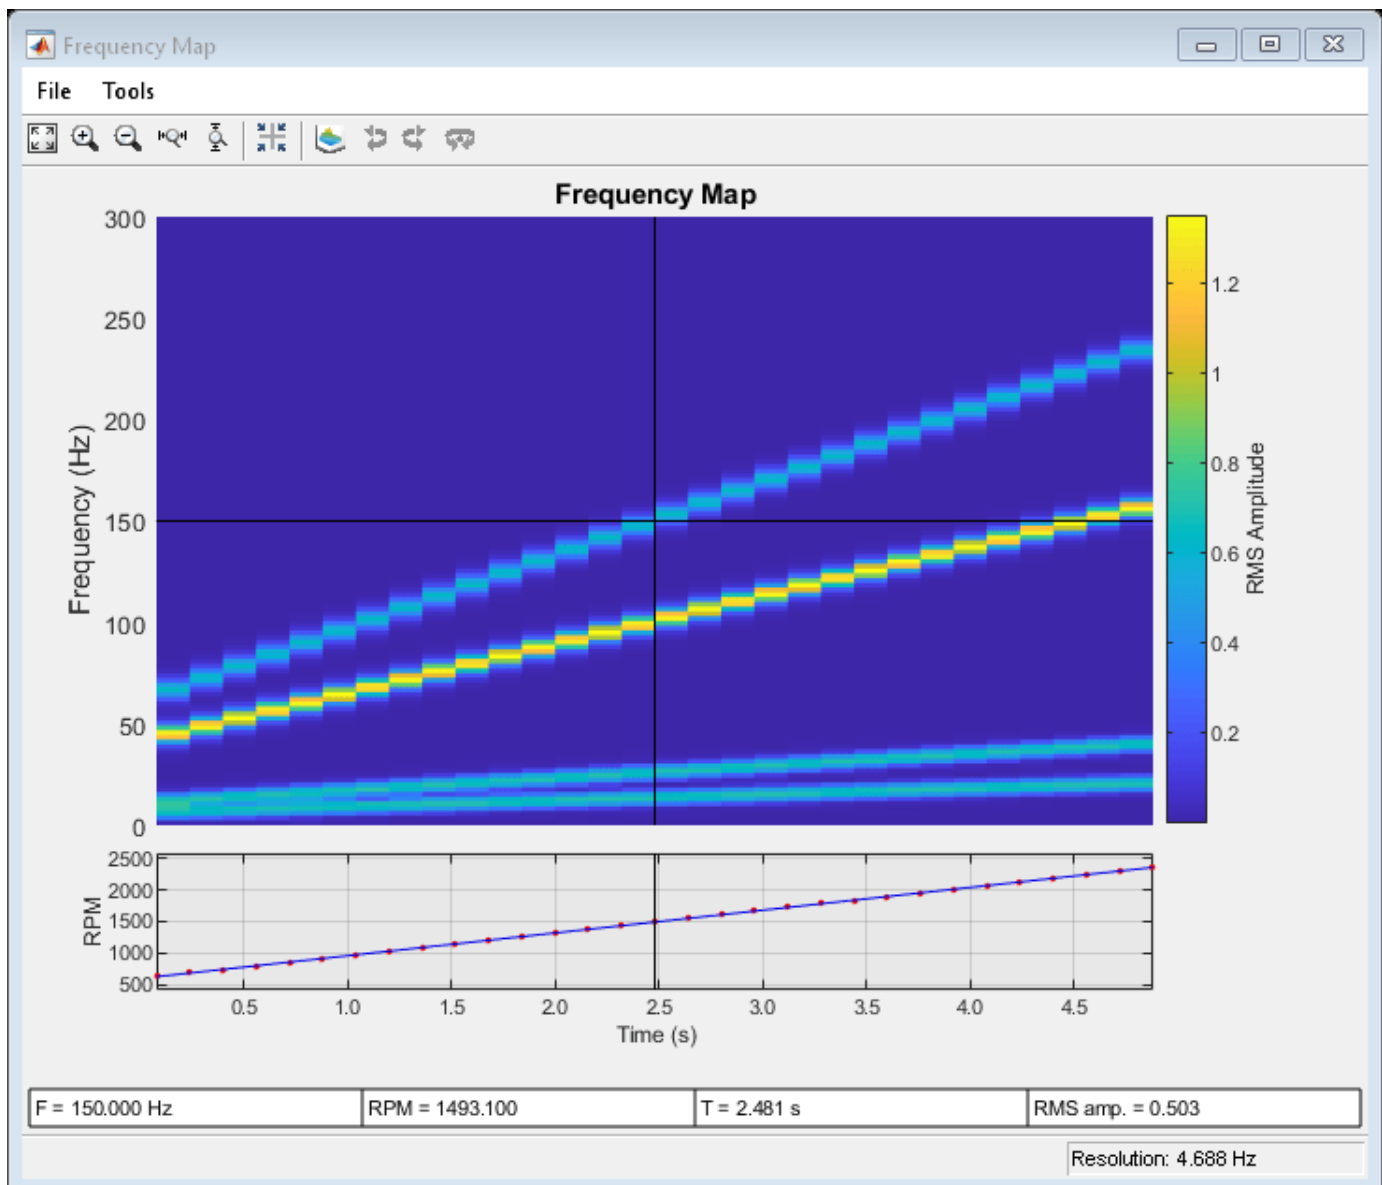 Frequency Map
File Tools
Frequency Map
300
250
200
150
100
50
0
Frequency (Hz)
1.2
1
0.8
0.6
0.4
0.2
RMS Amplitude
2500
2000
1500
1000
500
RPM
0.5 1.0 1.5 2.0 2.5 3.0 3.5 4.0 4.5
Time (s)
F = 150.000 Hz RPM = 1493.100 T = 2.481 s RMS amp. = 0.503
Resolution: 4.688 Hz